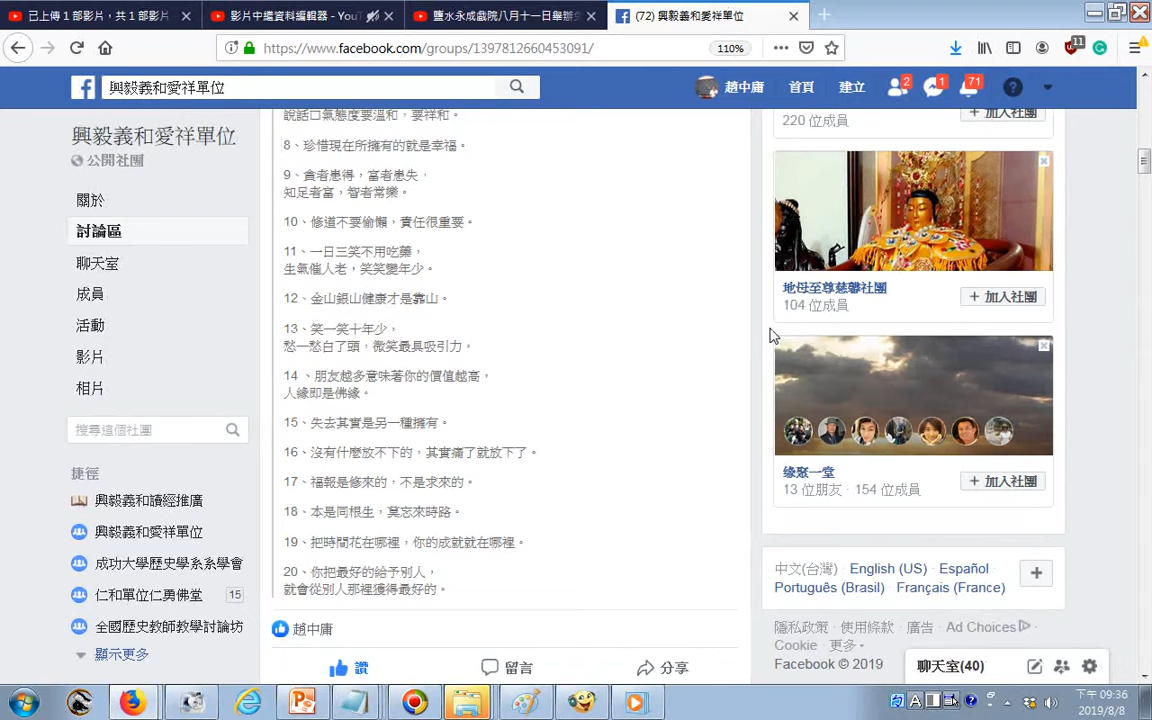 已上傳 1 部影片，共 1 部影片
影片中繼資料編輯器 - YouT
鹽水永成戲院八月十一日舉辦
(72) 興毅義和愛祥單位
https://www.facebook.com/groups/1397812660453091/
110%
11
興毅義和愛祥單位
趙中庸
首頁
建立
2
1
71
興毅義和愛祥單位
公開社團
關於
討論區
聊天室
成員
活動
影片
相片
搜尋這個社團
捷徑
興毅義和讀經推廣
興毅義和愛祥單位
成功大學歷史學系系學會
仁和單位仁勇佛堂 15
全國歷史教師教學討論坊
顯示更多
說話口氣態度要溫和，要祥和。
8、珍惜現在所擁有的就是幸福。
9、貪者患得，富者患失，
知足者富，智者常樂。
10、修道不要偷懶，責任很重要。
11、一日三笑不用吃藥，
生氣催人老，笑笑變年少。
12、金山銀山健康才是靠山。
13、笑一笑十年少，
愁一愁白了頭，微笑最具吸引力。
14 、朋友越多意味著你的價值越高，
人緣即是佛緣。
15、失去其實是另一種擁有。
16、沒有什麼放不下的，其實痛了就放下了。
17、福報是修來的，不是求來的。
18、本是同根生，莫忘來時路。
19、把時間花在哪裡，你的成就就在哪裡。
20、你把最好的給予別人，
就會從別人那裡獲得最好的。
趙中庸
讚
留言
分享
220 位成員
+ 加入社團
地母至尊慈馨社團
104 位成員
+ 加入社團
缘聚一堂
13 位朋友 · 154 位成員
+ 加入社團
中文(台灣) · English (US) · Español ·
Português (Brasil) · Français (France)
隱私政策 · 使用條款 · 廣告 · Ad Choices ·
Cookie · 更多
Facebook © 2019
聊天室(40)
下午 09:36
2019/8/8